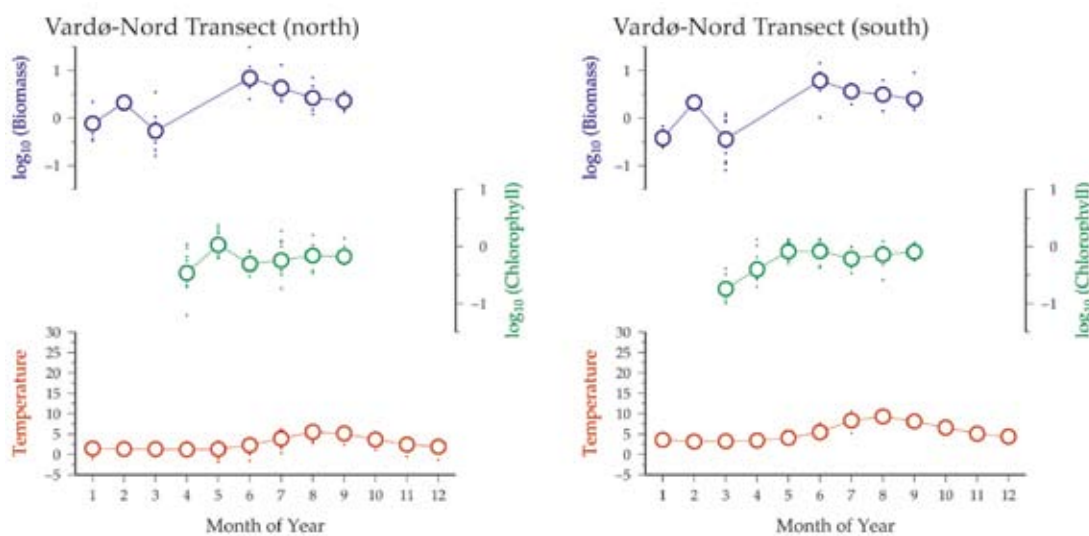 Vardø-Nord Transect (north)
log₁₀ (Biomass)
1
0
−1
log₁₀ (Chlorophyll)
1
0
−1
Temperature
30
25
20
15
10
5
0
−5
1 2 3 4 5 6 7 8 9 10 11 12
Month of Year
Vardø-Nord Transect (south)
log₁₀ (Biomass)
1
0
−1
log₁₀ (Chlorophyll)
1
0
−1
Temperature
30
25
20
15
10
5
0
−5
1 2 3 4 5 6 7 8 9 10 11 12
Month of Year